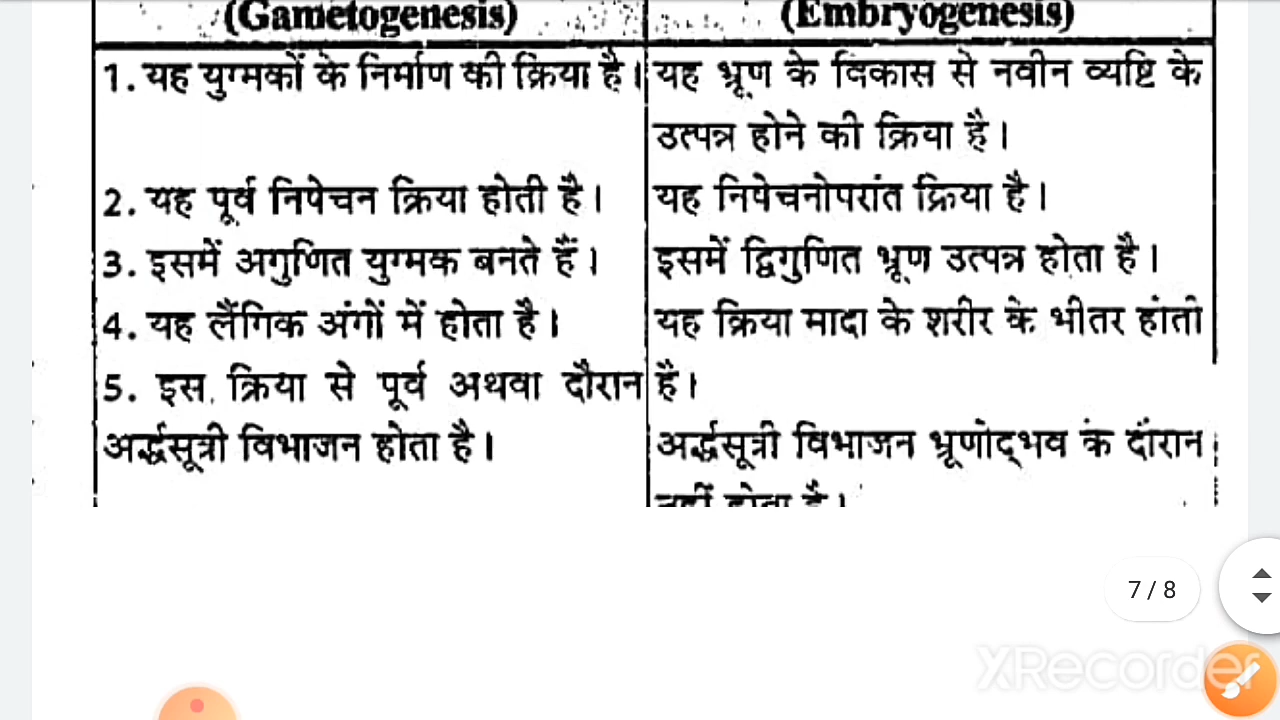 (Gametogenesis)
(Embryogenesis)
1. यह युग्मकों के निर्माण की क्रिया है।
यह भ्रूण के विकास से नवीन व्यष्टि के
उत्पन्न होने की क्रिया है।
2. यह पूर्व निषेचन क्रिया होती है।
यह निषेचनोपरांत क्रिया है।
3. इसमें अगुणित युग्मक बनते हैं।
इसमें द्विगुणित भ्रूण उत्पन्न होता है।
4. यह लैंगिक अंगों में होता है।
यह क्रिया मादा के शरीर के भीतर होती
5. इस क्रिया से पूर्व अथवा दौरान
है।
अर्द्धसूत्री विभाजन होता है।
अर्द्धसूत्री विभाजन भ्रूणोद्भव के दौरान
नहीं होता है।
7 / 8
XRecorder